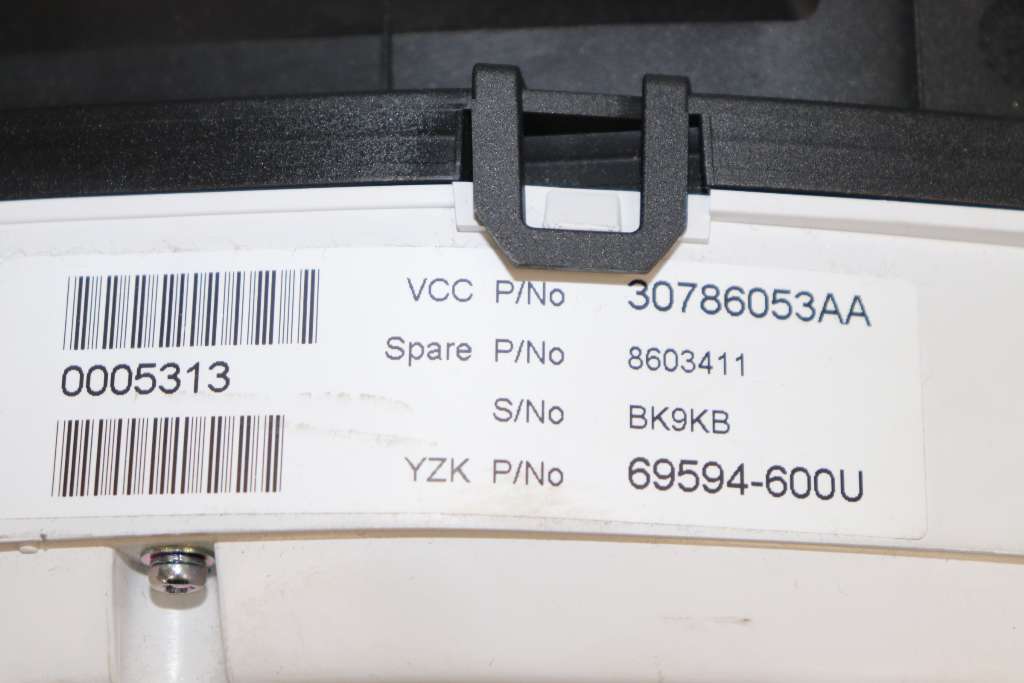 VCC P/No 30786053AA
Spare P/No 8603411
0005313
S/No BK9KB
YZK P/No 69594-600U